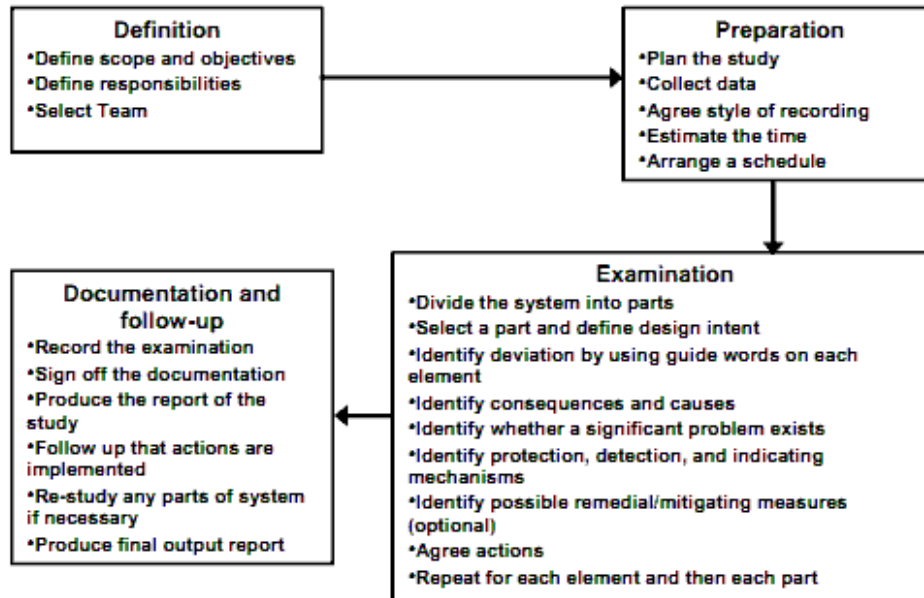 Definition
•Define scope and objectives
•Define responsibilities
•Select Team
Preparation
•Plan the study
•Collect data
•Agree style of recording
•Estimate the time
•Arrange a schedule
Examination
•Divide the system into parts
•Select a part and define design intent
•Identify deviation by using guide words on each
element
•Identify consequences and causes
•Identify whether a significant problem exists
•Identify protection, detection, and indicating
mechanisms
•Identify possible remedial/mitigating measures
(optional)
•Agree actions
•Repeat for each element and then each part
Documentation and
follow-up
•Record the examination
•Sign off the documentation
•Produce the report of the
study
•Follow up that actions are
implemented
•Re-study any parts of system
if necessary
•Produce final output report